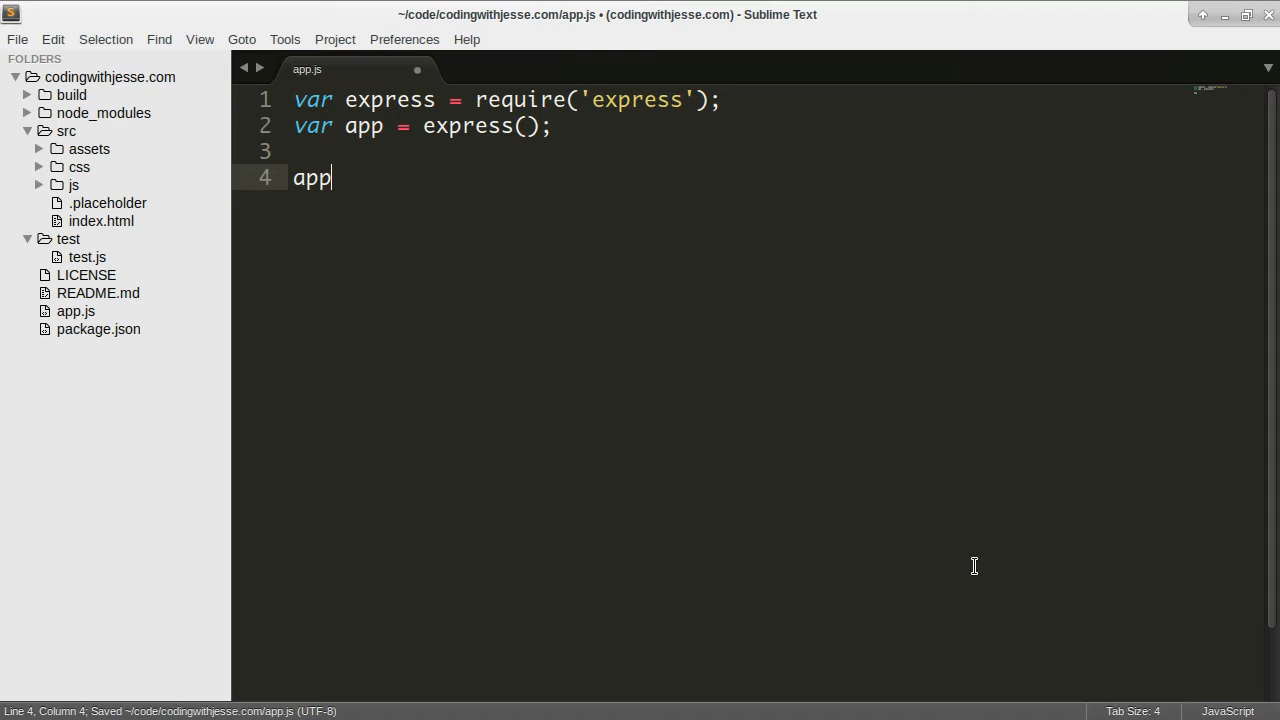 ~/code/codingwithjesse.com/app.js • (codingwithjesse.com) - Sublime Text
File Edit Selection Find View Goto Tools Project Preferences Help
FOLDERS
codingwithjesse.com
build
node_modules
src
assets
css
js
.placeholder
index.html
test
test.js
LICENSE
README.md
app.js
package.json
app.js
1 var express = require('express');
2 var app = express();
3
4 app
Line 4, Column 4; Saved ~/code/codingwithjesse.com/app.js (UTF-8)
Tab Size: 4
JavaScript